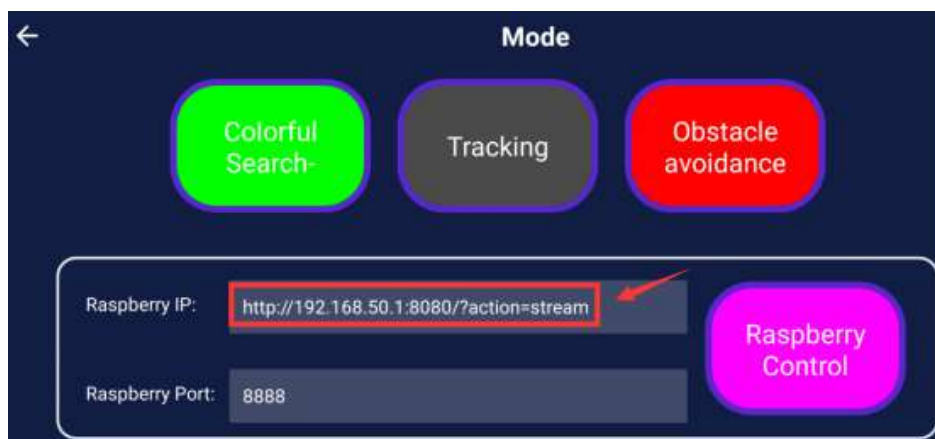 Mode
Colorful
Search-
Tracking
Obstacle
avoidance
Raspberry IP:
http://192.168.50.1:8080/?action=stream
Raspberry
Control
Raspberry Port:
8888